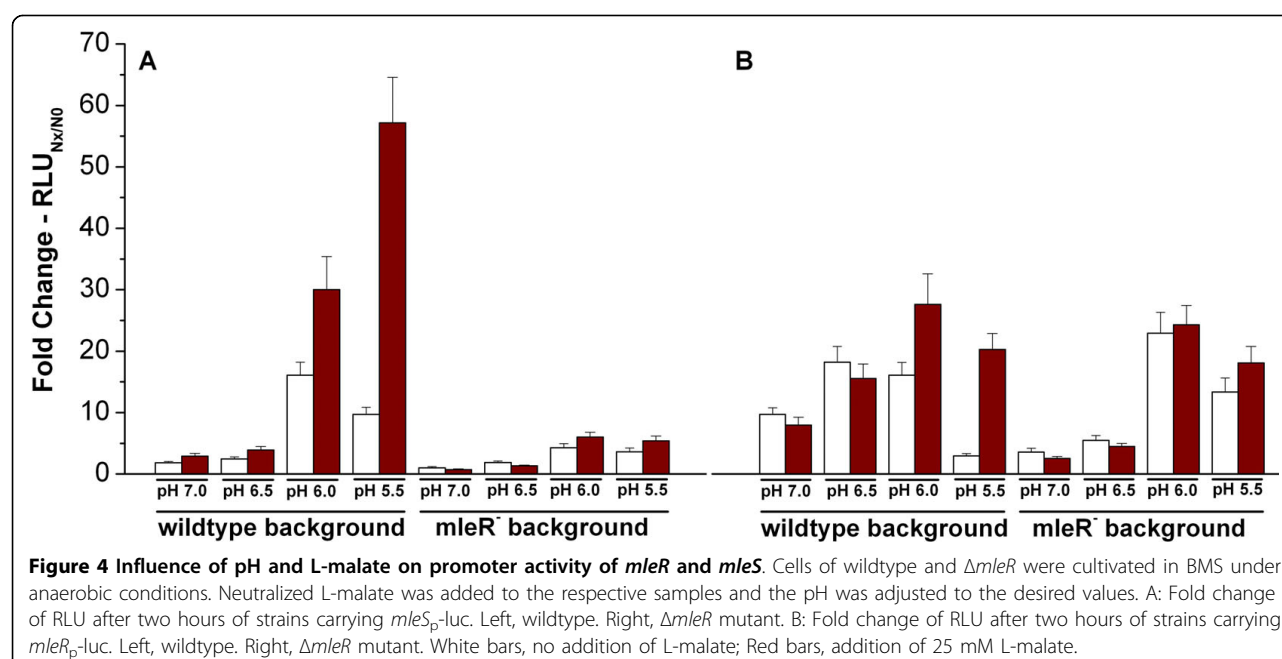 70
60
50
40
30
20
10
0
Fold Change - RLU Nx/N0
A
B
pH 7.0 pH 6.5 pH 6.0 pH 5.5 pH 7.0 pH 6.5 pH 6.0 pH 5.5
wildtype background mleR⁻ background
pH 7.0 pH 6.5 pH 6.0 pH 5.5 pH 7.0 pH 6.5 pH 6.0 pH 5.5
wildtype background mleR⁻ background
Figure 4 Influence of pH and L-malate on promoter activity of mleR and mleS. Cells of wildtype and ΔmleR were cultivated in BMS under
anaerobic conditions. Neutralized L-malate was added to the respective samples and the pH was adjusted to the desired values. A: Fold change
of RLU after two hours of strains carrying mleSp-luc. Left, wildtype. Right, ΔmleR mutant. B: Fold change of RLU after two hours of strains carrying
mleRp-luc. Left, wildtype. Right, ΔmleR mutant. White bars, no addition of L-malate; Red bars, addition of 25 mM L-malate.